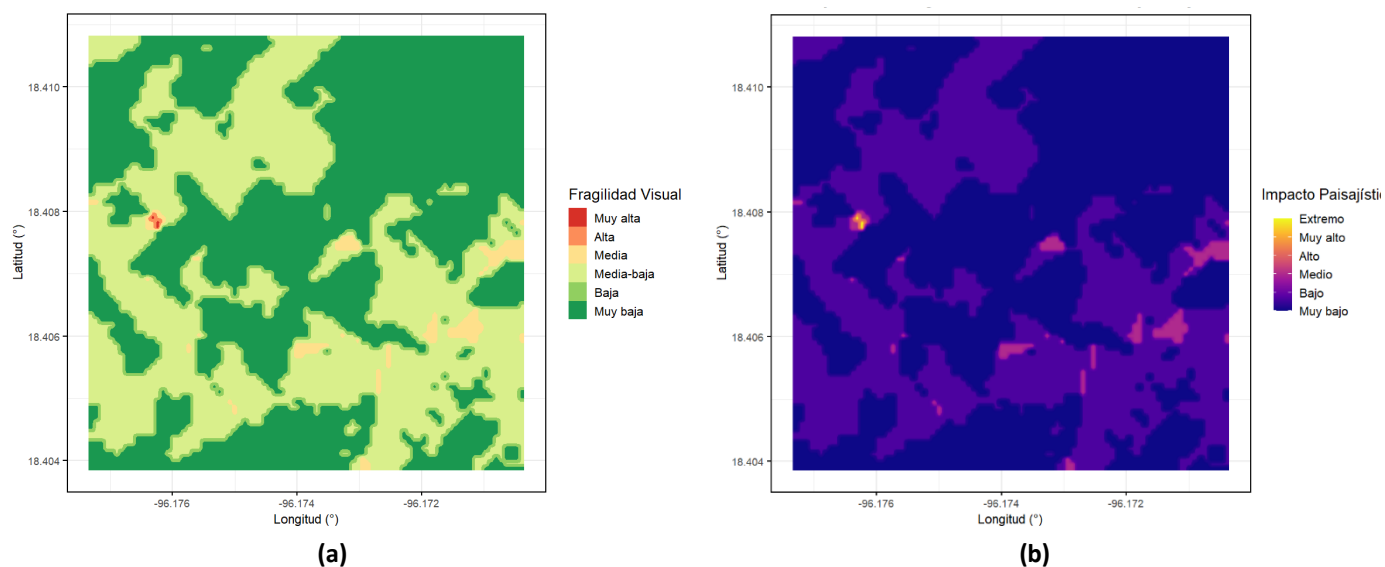 18.410
18.408
18.406
18.404
Latitud (°)
-96.176
-96.174
-96.172
Longitud (°)
Fragilidad Visual
Muy alta
Alta
Media
Media-baja
Baja
Muy baja
(a)
18.410
18.408
18.406
18.404
Latitud (°)
-96.176
-96.174
-96.172
Longitud (°)
Impacto Paisajísti
Extremo
Muy alto
Alto
Medio
Bajo
Muy bajo
(b)